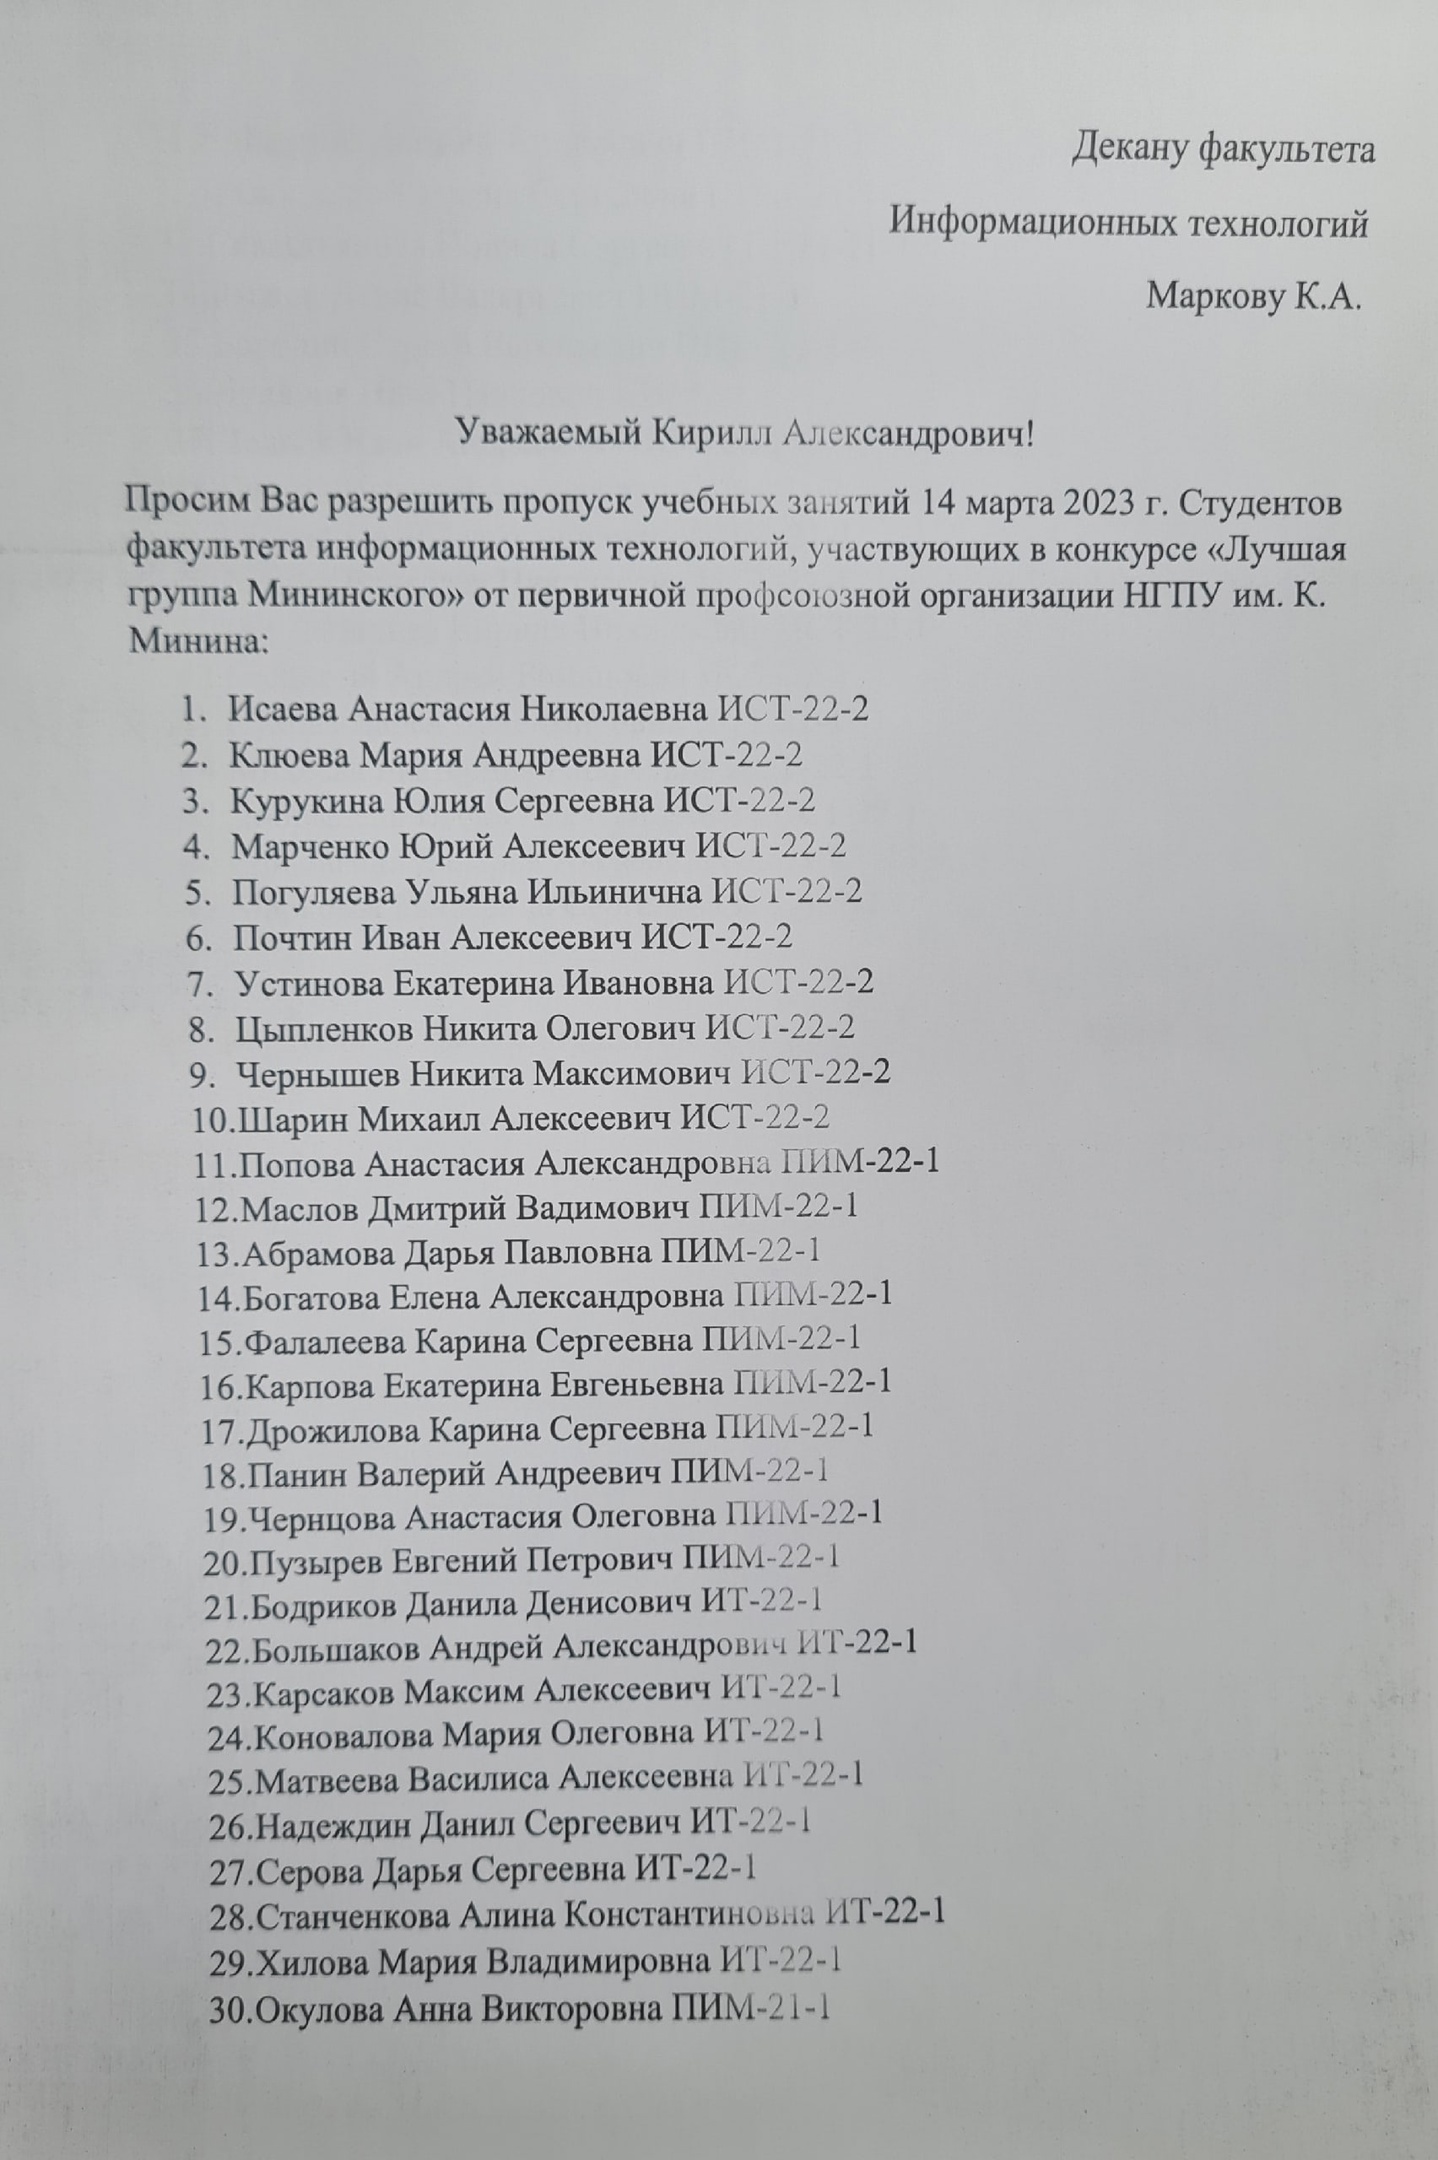 Декану факультета
Информационных технологий
Маркову К.А.
Уважаемый Кирилл Александрович!
Просим Вас разрешить пропуск учебных занятий 14 марта 2023 г. Студентов
факультета информационных технологий, участвующих в конкурсе «Лучшая
группа Мининского» от первичной профсоюзной организации НГПУ им. К.
Минина:
1. Исаева Анастасия Николаевна ИСТ-22-2
2. Клюева Мария Андреевна ИСТ-22-2
3. Курукина Юлия Сергеевна ИСТ-22-2
4. Марченко Юрий Алексеевич ИСТ-22-2
5. Погуляева Ульяна Ильинична ИСТ-22-2
6. Почтин Иван Алексеевич ИСТ-22-2
7. Устинова Екатерина Ивановна ИСТ-22-2
8. Цыпленков Никита Олегович ИСТ-22-2
9. Чернышев Никита Максимович ИСТ-22-2
10.Шарин Михаил Алексеевич ИСТ-22-2
11.Попова Анастасия Александровна ПИМ-22-1
12.Маслов Дмитрий Вадимович ПИМ-22-1
13.Абрамова Дарья Павловна ПИМ-22-1
14.Богатова Елена Александровна ПИМ-22-1
15.Фалалеева Карина Сергеевна ПИМ-22-1
16.Карпова Екатерина Евгеньевна ПИМ-22-1
17.Дрожилова Карина Сергеевна ПИМ-22-1
18.Панин Валерий Андреевич ПИМ-22-1
19.Чернцова Анастасия Олеговна ПИМ-22-1
20.Пузырев Евгений Петрович ПИМ-22-1
21.Бодриков Данила Денисович ИТ-22-1
22.Большаков Андрей Александрович ИТ-22-1
23.Карсаков Максим Алексеевич ИТ-22-1
24.Коновалова Мария Олеговна ИТ-22-1
25.Матвеева Василиса Алексеевна ИТ-22-1
26.Надеждин Данил Сергеевич ИТ-22-1
27.Серова Дарья Сергеевна ИТ-22-1
28.Станченкова Алина Константиновна ИТ-22-1
29.Хилова Мария Владимировна ИТ-22-1
30.Окулова Анна Викторовна ПИМ-21-1